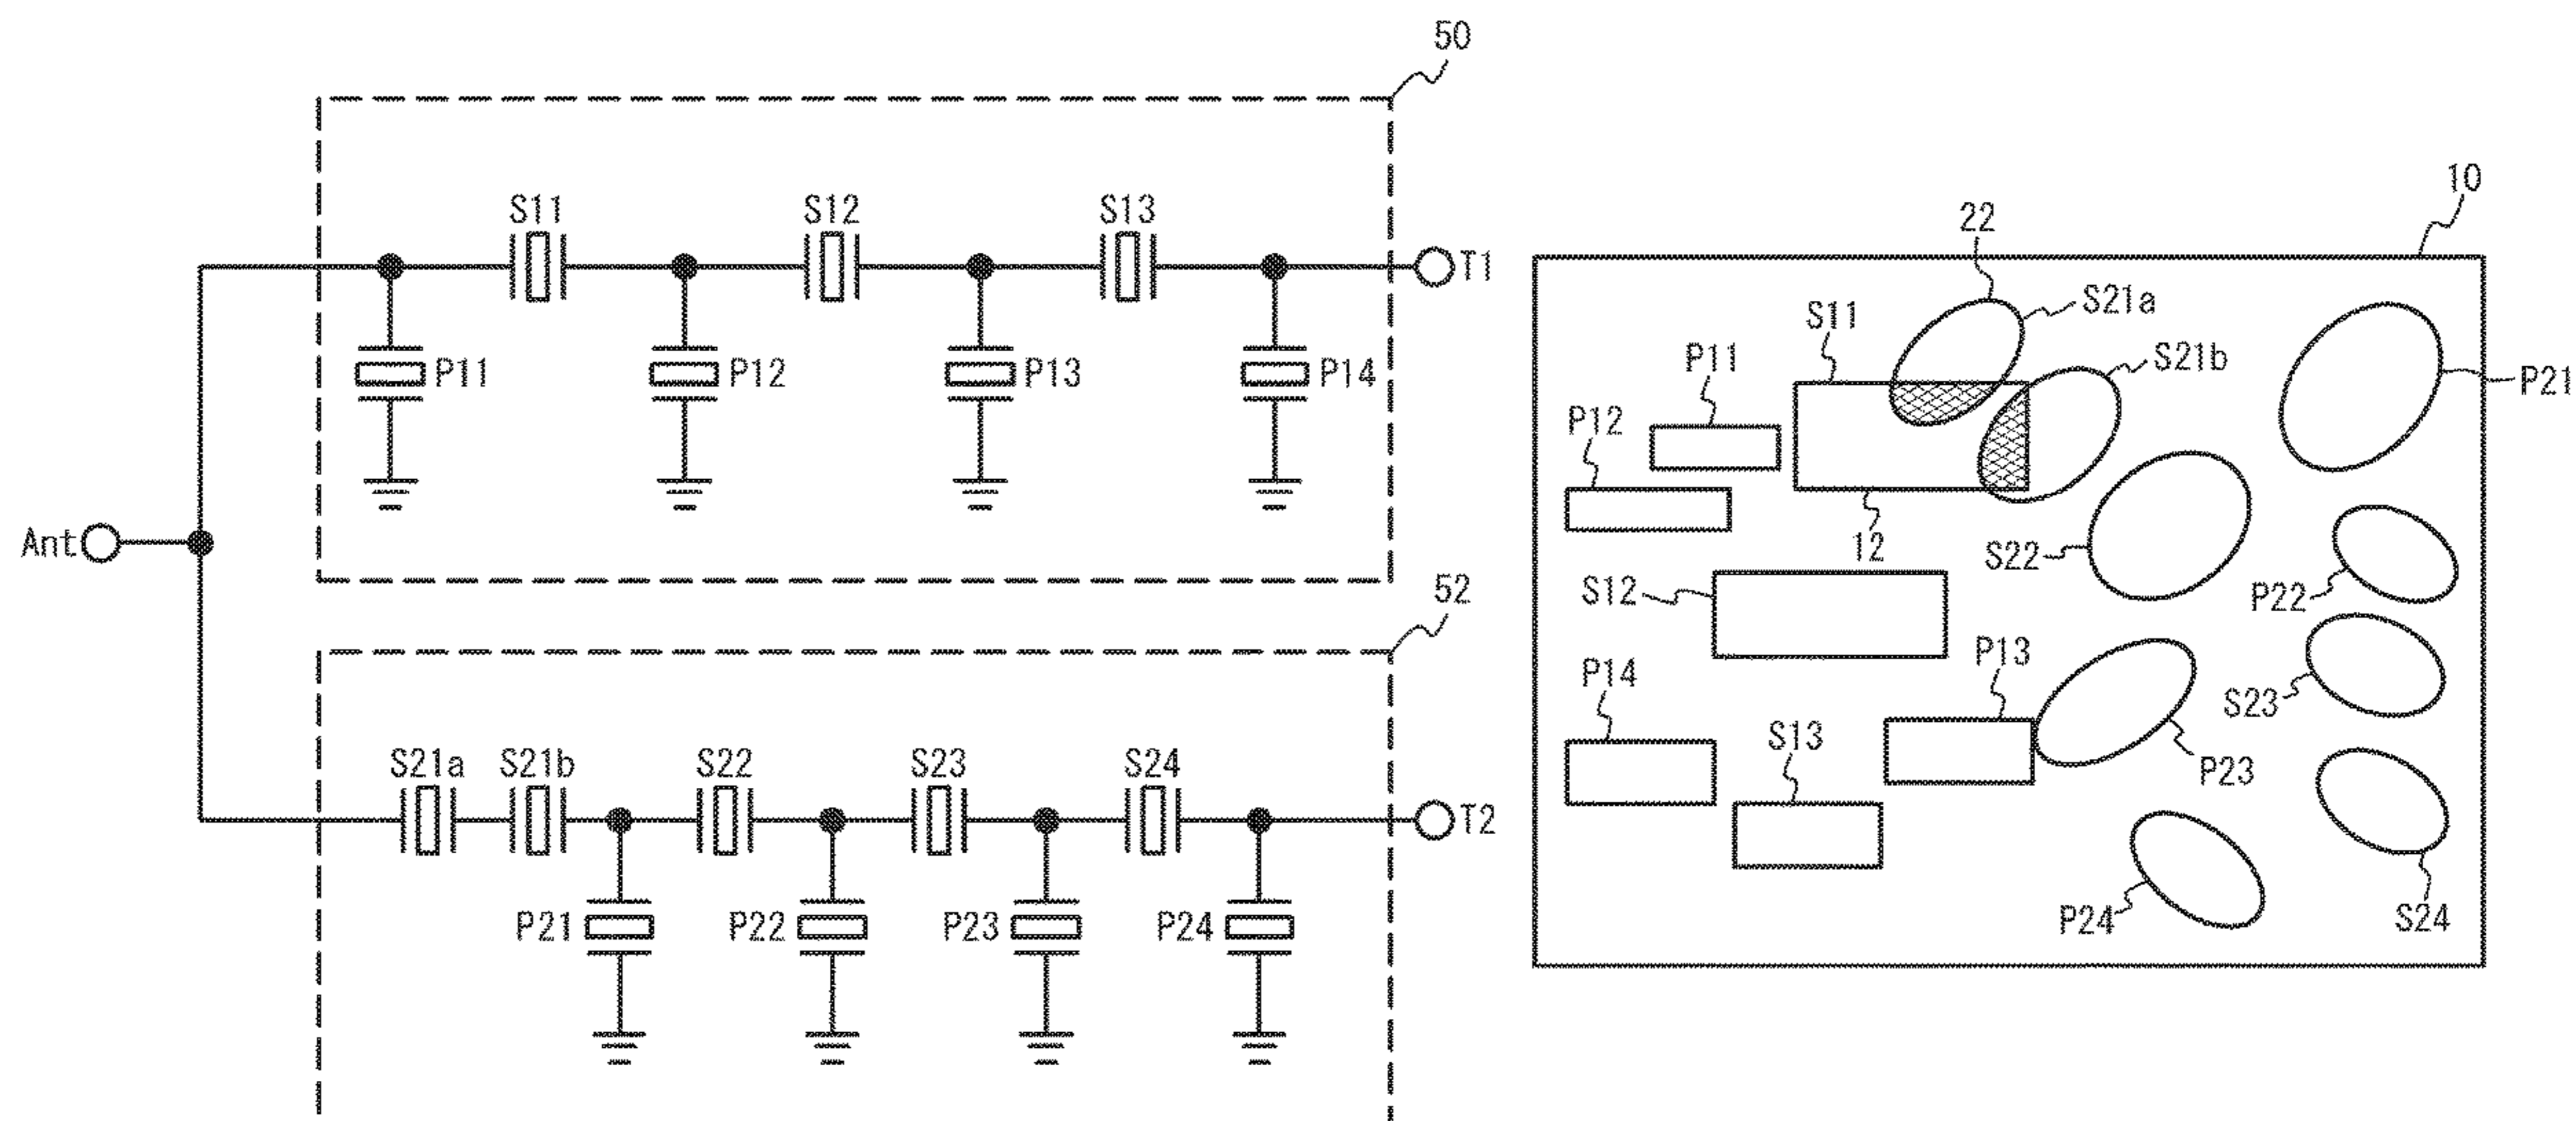 50
S11 S12 S13
T1
P11 P12 P13 P14
Ant
52
S21a S21b S22 S23 S24
T2
P21 P22 P23 P24
10
22
S21a
S11
S21b
P11
P21
P12
12
S22
S12
P22
P13
P14
S23
S13
P23
P24
S24